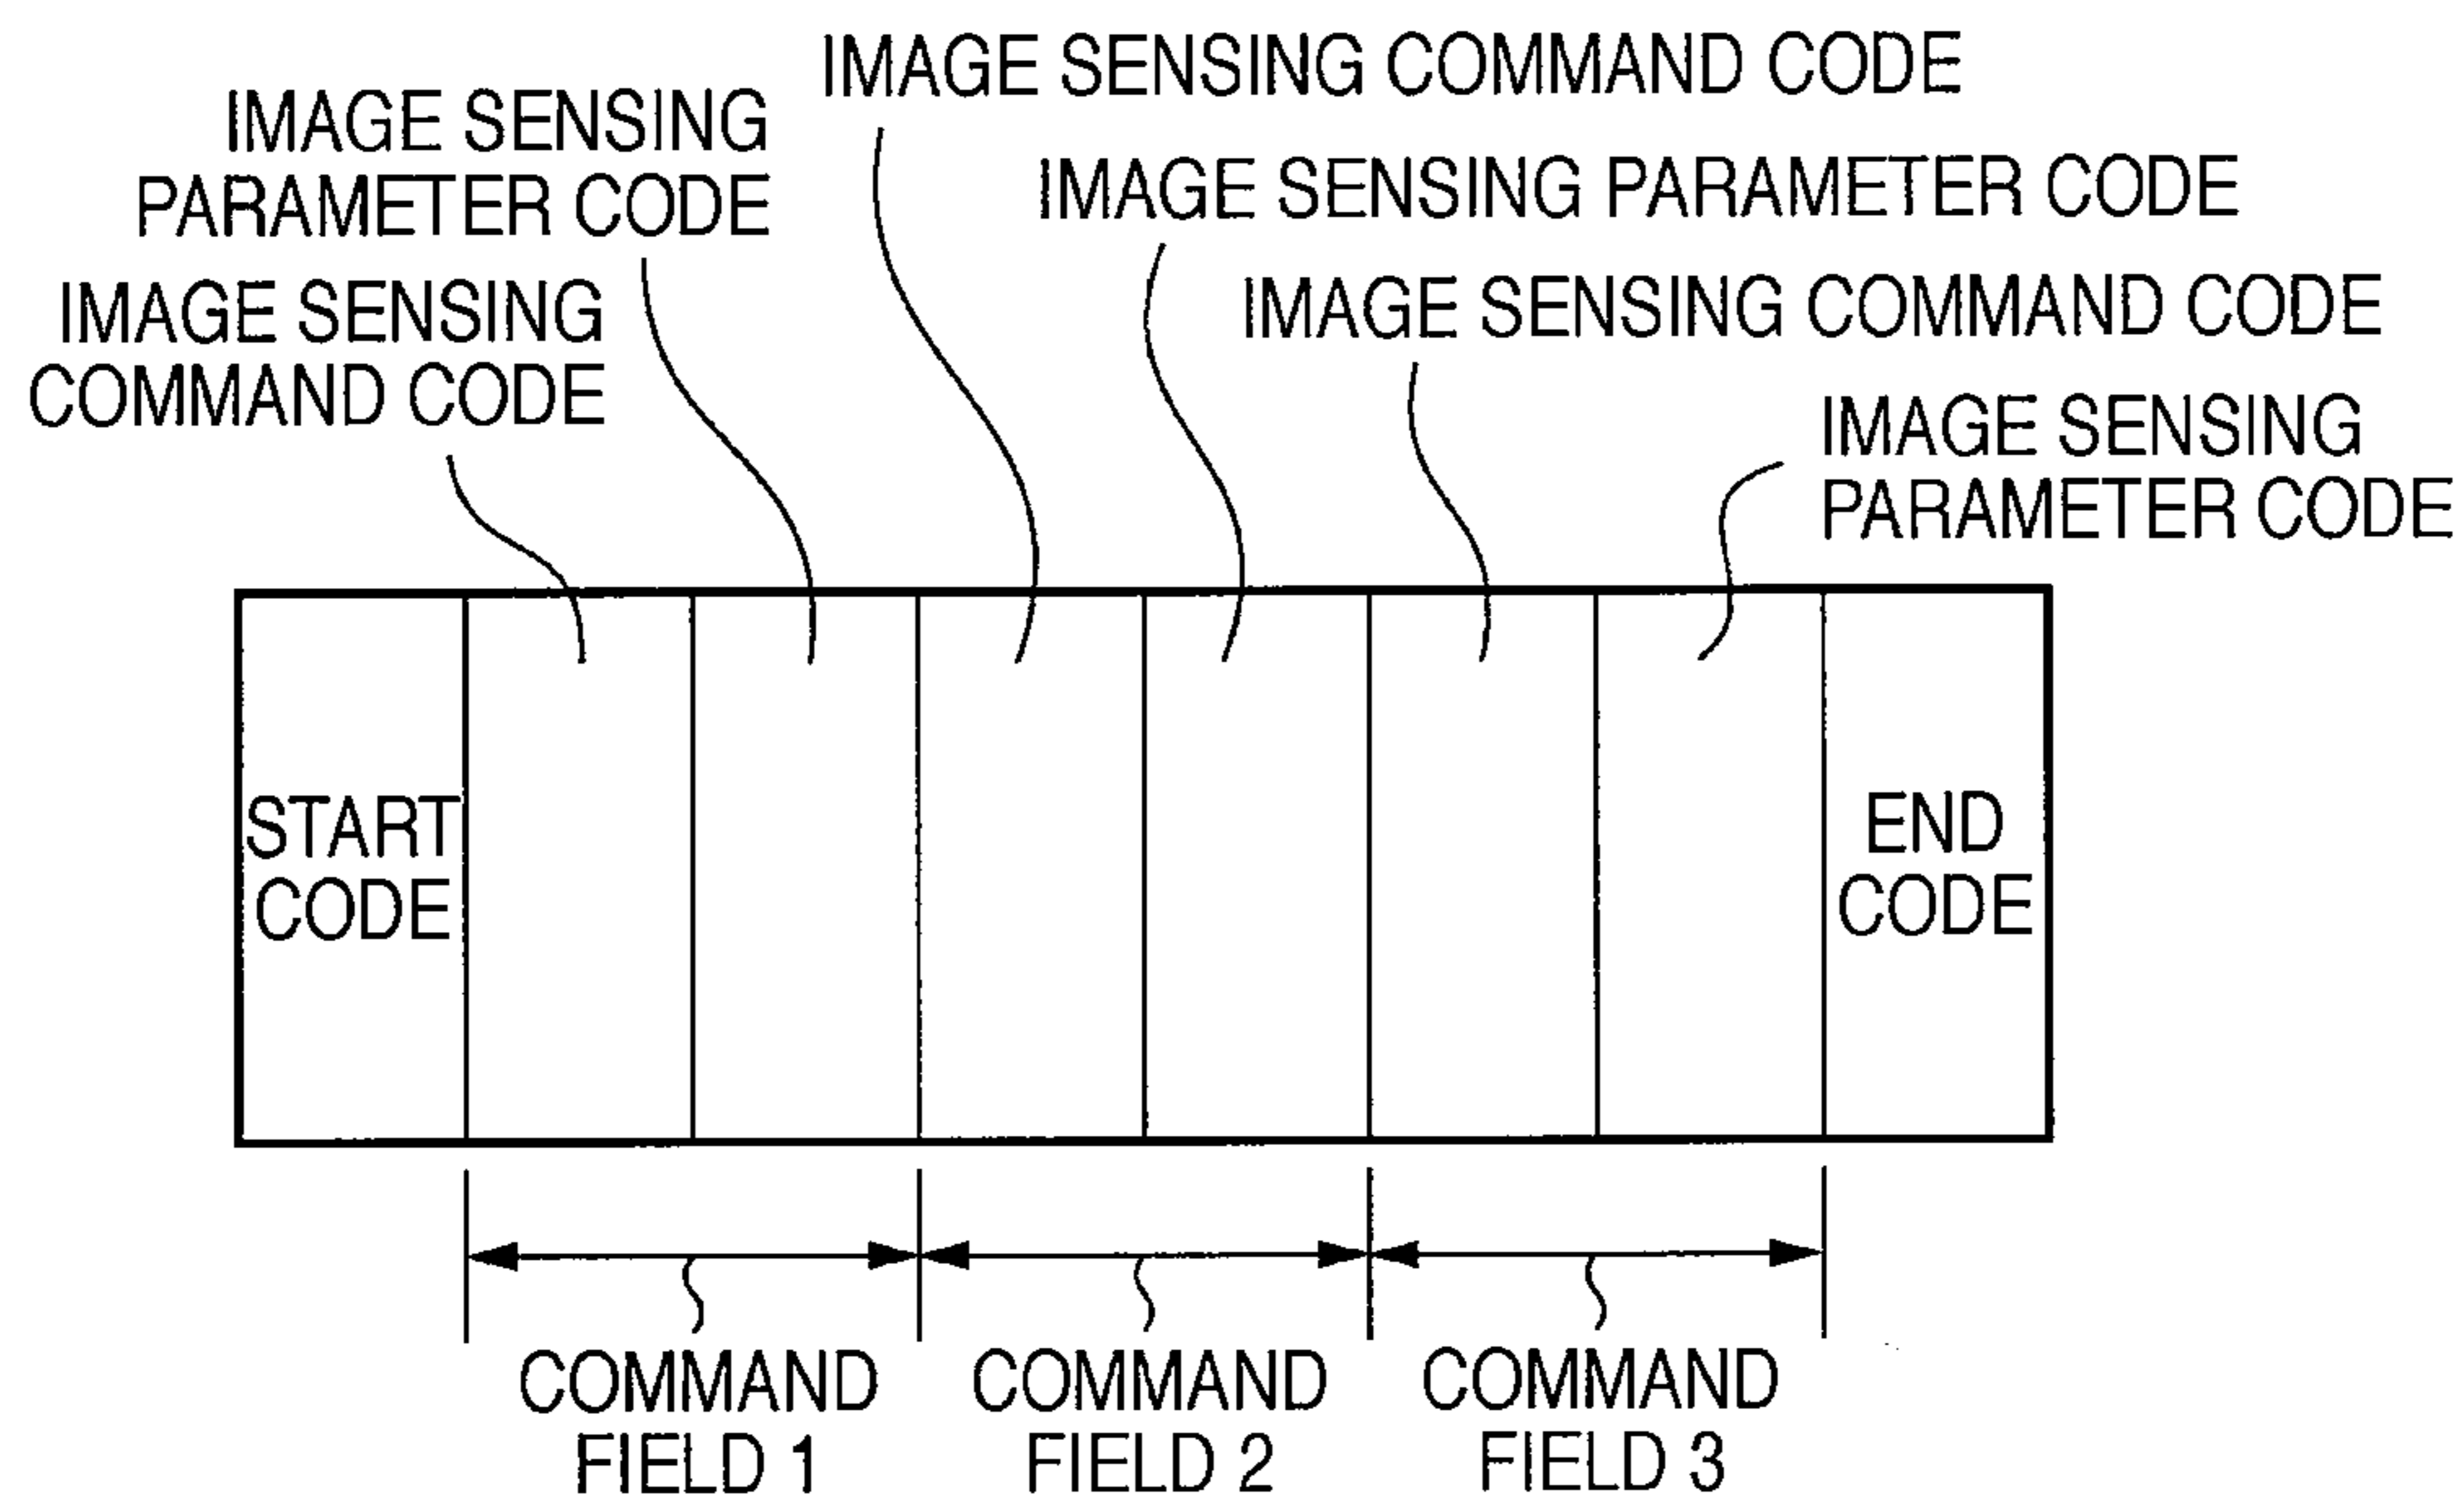 IMAGE SENSING COMMAND CODE
IMAGE SENSING
PARAMETER CODE
IMAGE SENSING PARAMETER CODE
IMAGE SENSING
COMMAND CODE
IMAGE SENSING COMMAND CODE
IMAGE SENSING
PARAMETER CODE
START
CODE
END
CODE
COMMAND
FIELD 1
COMMAND
FIELD 2
COMMAND
FIELD 3